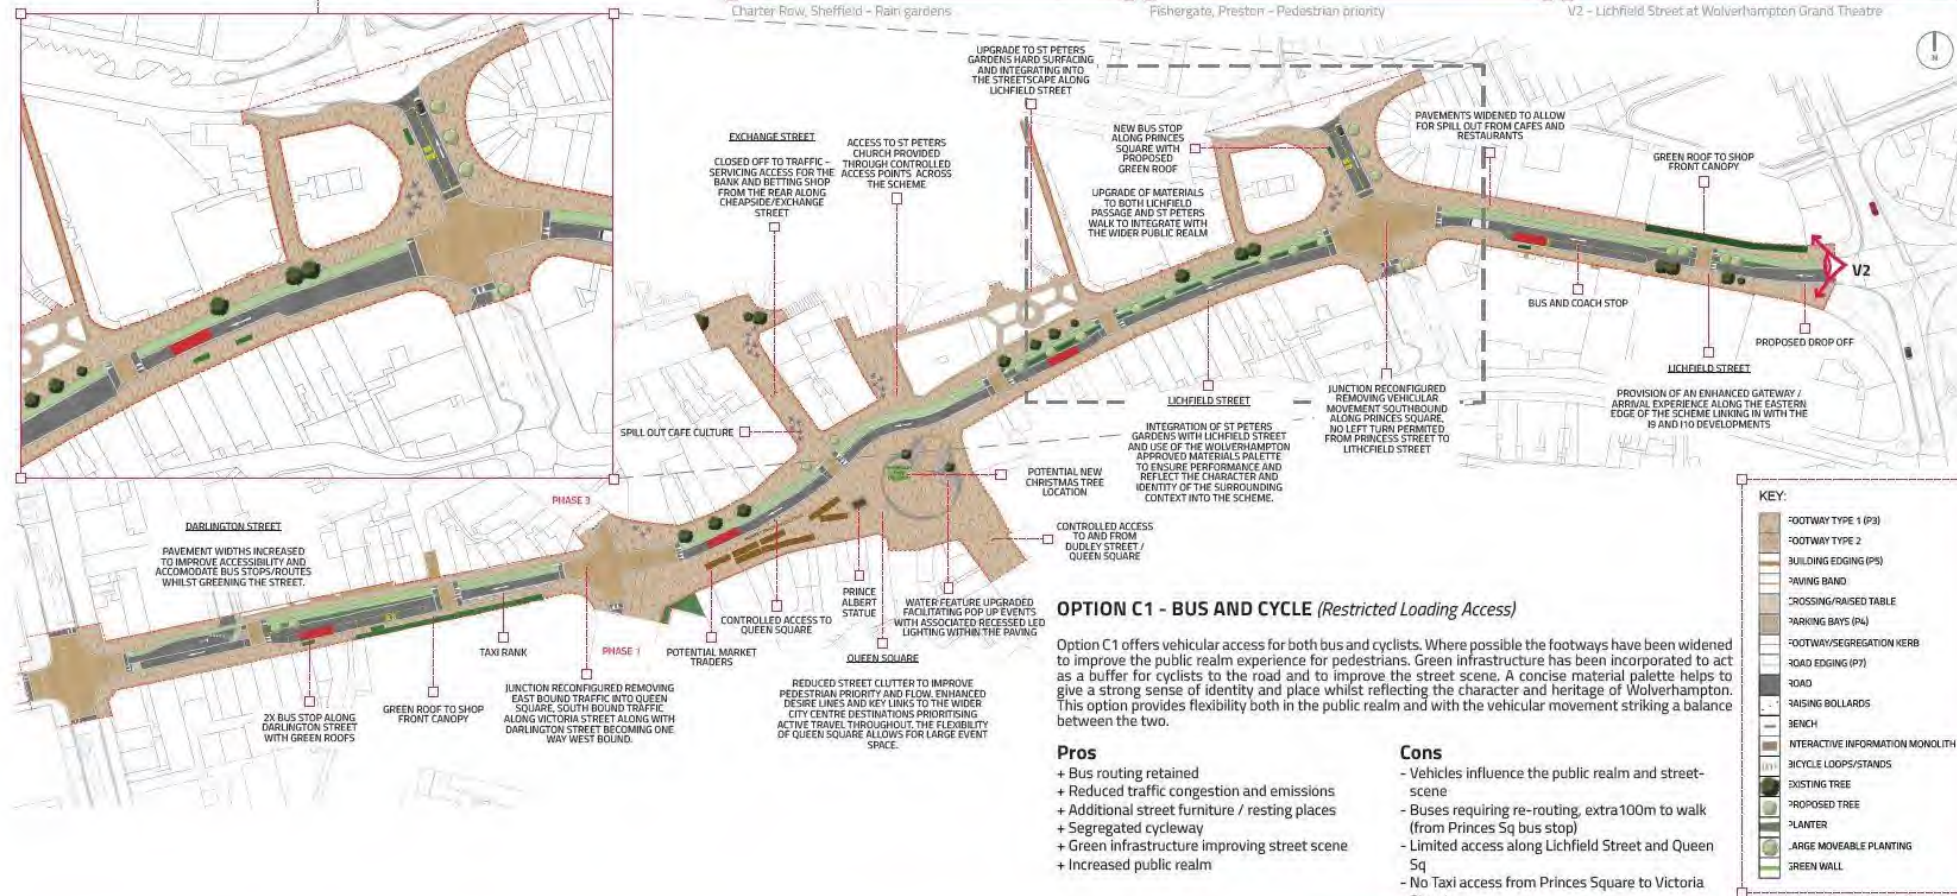 Charter Row, Sheffield - Rain gardens
Fishergate, Preston - Pedestrian priority
V2 - Lichfield Street at Wolverhampton Grand Theatre
N
UPGRADE TO ST PETERS
GARDENS HARD SURFACING
AND INTEGRATING INTO
THE STREETSCAPE ALONG
LICHFIELD STREET
EXCHANGE STREET
CLOSED OFF TO TRAFFIC -
SERVICING ACCESS FOR THE
BANK AND BETTING SHOP
FROM THE REAR ALONG
CHEAPSIDE/EXCHANGE
STREET
ACCESS TO ST PETERS
CHURCH PROVIDED
THROUGH CONTROLLED
ACCESS POINTS ACROSS
THE SCHEME
NEW BUS STOP
ALONG PRINCES
SQUARE WITH
PROPOSED
GREEN ROOF
UPGRADE OF MATERIALS
TO BOTH LICHFIELD
PASSAGE AND ST PETERS
WALK TO INTEGRATE WITH
THE WIDER PUBLIC REALM
PAVEMENTS WIDENED TO ALLOW
FOR SPILL OUT FROM CAFES AND
RESTAURANTS
GREEN ROOF TO SHOP
FRONT CANOPY
V2
BUS AND COACH STOP
PROPOSED DROP OFF
LICHFIELD STREET
PROVISION OF AN ENHANCED GATEWAY /
ARRIVAL EXPERIENCE ALONG THE EASTERN
EDGE OF THE SCHEME LINKING IN WITH THE
I9 AND I10 DEVELOPMENTS
JUNCTION RECONFIGURED
REMOVING VEHICULAR
MOVEMENT SOUTHBOUND
ALONG PRINCES SQUARE,
NO LEFT TURN PERMITED
FROM PRINCESS STREET TO
LITHCFIELD STREET
LICHFIELD STREET
INTEGRATION OF ST PETERS
GARDENS WITH LICHFIELD STREET
AND USE OF THE WOLVERHAMPTON
APPROVED MATERIALS PALETTE
TO ENSURE PERFORMANCE AND
REFLECT THE CHARACTER AND
IDENTITY OF THE SURROUNDING
CONTEXT INTO THE SCHEME.
SPILL OUT CAFE CULTURE
POTENTIAL NEW
CHRISTMAS TREE
LOCATION
CONTROLLED ACCESS
TO AND FROM
DUDLEY STREET /
QUEEN SQUARE
PHASE 3
DARLINGTON STREET
PAVEMENT WIDTHS INCREASED
TO IMPROVE ACCESSIBILITY AND
ACCOMODATE BUS STOPS/ROUTES
WHILST GREENING THE STREET.
2X BUS STOP ALONG
DARLINGTON STREET
WITH GREEN ROOFS
GREEN ROOF TO SHOP
FRONT CANOPY
TAXI RANK
PHASE 1
JUNCTION RECONFIGURED REMOVING
EAST BOUND TRAFFIC INTO QUEEN
SQUARE, SOUTH BOUND TRAFFIC
ALONG VICTORIA STREET ALONG WITH
DARLINGTON STREET BECOMING ONE
WAY WEST BOUND.
POTENTIAL MARKET
TRADERS
CONTROLLED ACCESS TO
QUEEN SQUARE
PRINCE
ALBERT
STATUE
WATER FEATURE UPGRADED
FACILITATING POP UP EVENTS
WITH ASSOCIATED RECESSED LED
LIGHTING WITHIN THE PAVING
QUEEN SQUARE
REDUCED STREET CLUTTER TO IMPROVE
PEDESTRIAN PRIORITY AND FLOW. ENHANCED
DESIRE LINES AND KEY LINKS TO THE WIDER
CITY CENTRE DESTINATIONS PRIORITISING
ACTIVE TRAVEL THROUGHOUT. THE FLEXIBILITY
OF QUEEN SQUARE ALLOWS FOR LARGE EVENT
SPACE.
OPTION C1 - BUS AND CYCLE (Restricted Loading Access)
Option C1 offers vehicular access for both bus and cyclists. Where possible the footways have been widened
to improve the public realm experience for pedestrians. Green infrastructure has been incorporated to act
as a buffer for cyclists to the road and to improve the street scene. A concise material palette helps to
give a strong sense of identity and place whilst reflecting the character and heritage of Wolverhampton.
This option provides flexibility both in the public realm and with the vehicular movement striking a balance
between the two.
Pros
+ Bus routing retained
+ Reduced traffic congestion and emissions
+ Additional street furniture / resting places
+ Segregated cycleway
+ Green infrastructure improving street scene
+ Increased public realm
Cons
- Vehicles influence the public realm and street-
scene
- Buses requiring re-routing, extra100m to walk
(from Princes Sq bus stop)
- Limited access along Lichfield Street and Queen
Sq
- No Taxi access from Princes Square to Victoria
KEY:
FOOTWAY TYPE 1 (P3)
FOOTWAY TYPE 2
BUILDING EDGING (P5)
PAVING BAND
CROSSING/RAISED TABLE
PARKING BAYS (P4)
FOOTWAY/SEGREGATION KERB
ROAD EDGING (P7)
ROAD
RAISING BOLLARDS
BENCH
INTERACTIVE INFORMATION MONOLITH
BICYCLE LOOPS/STANDS
EXISTING TREE
PROPOSED TREE
PLANTER
LARGE MOVEABLE PLANTING
GREEN WALL